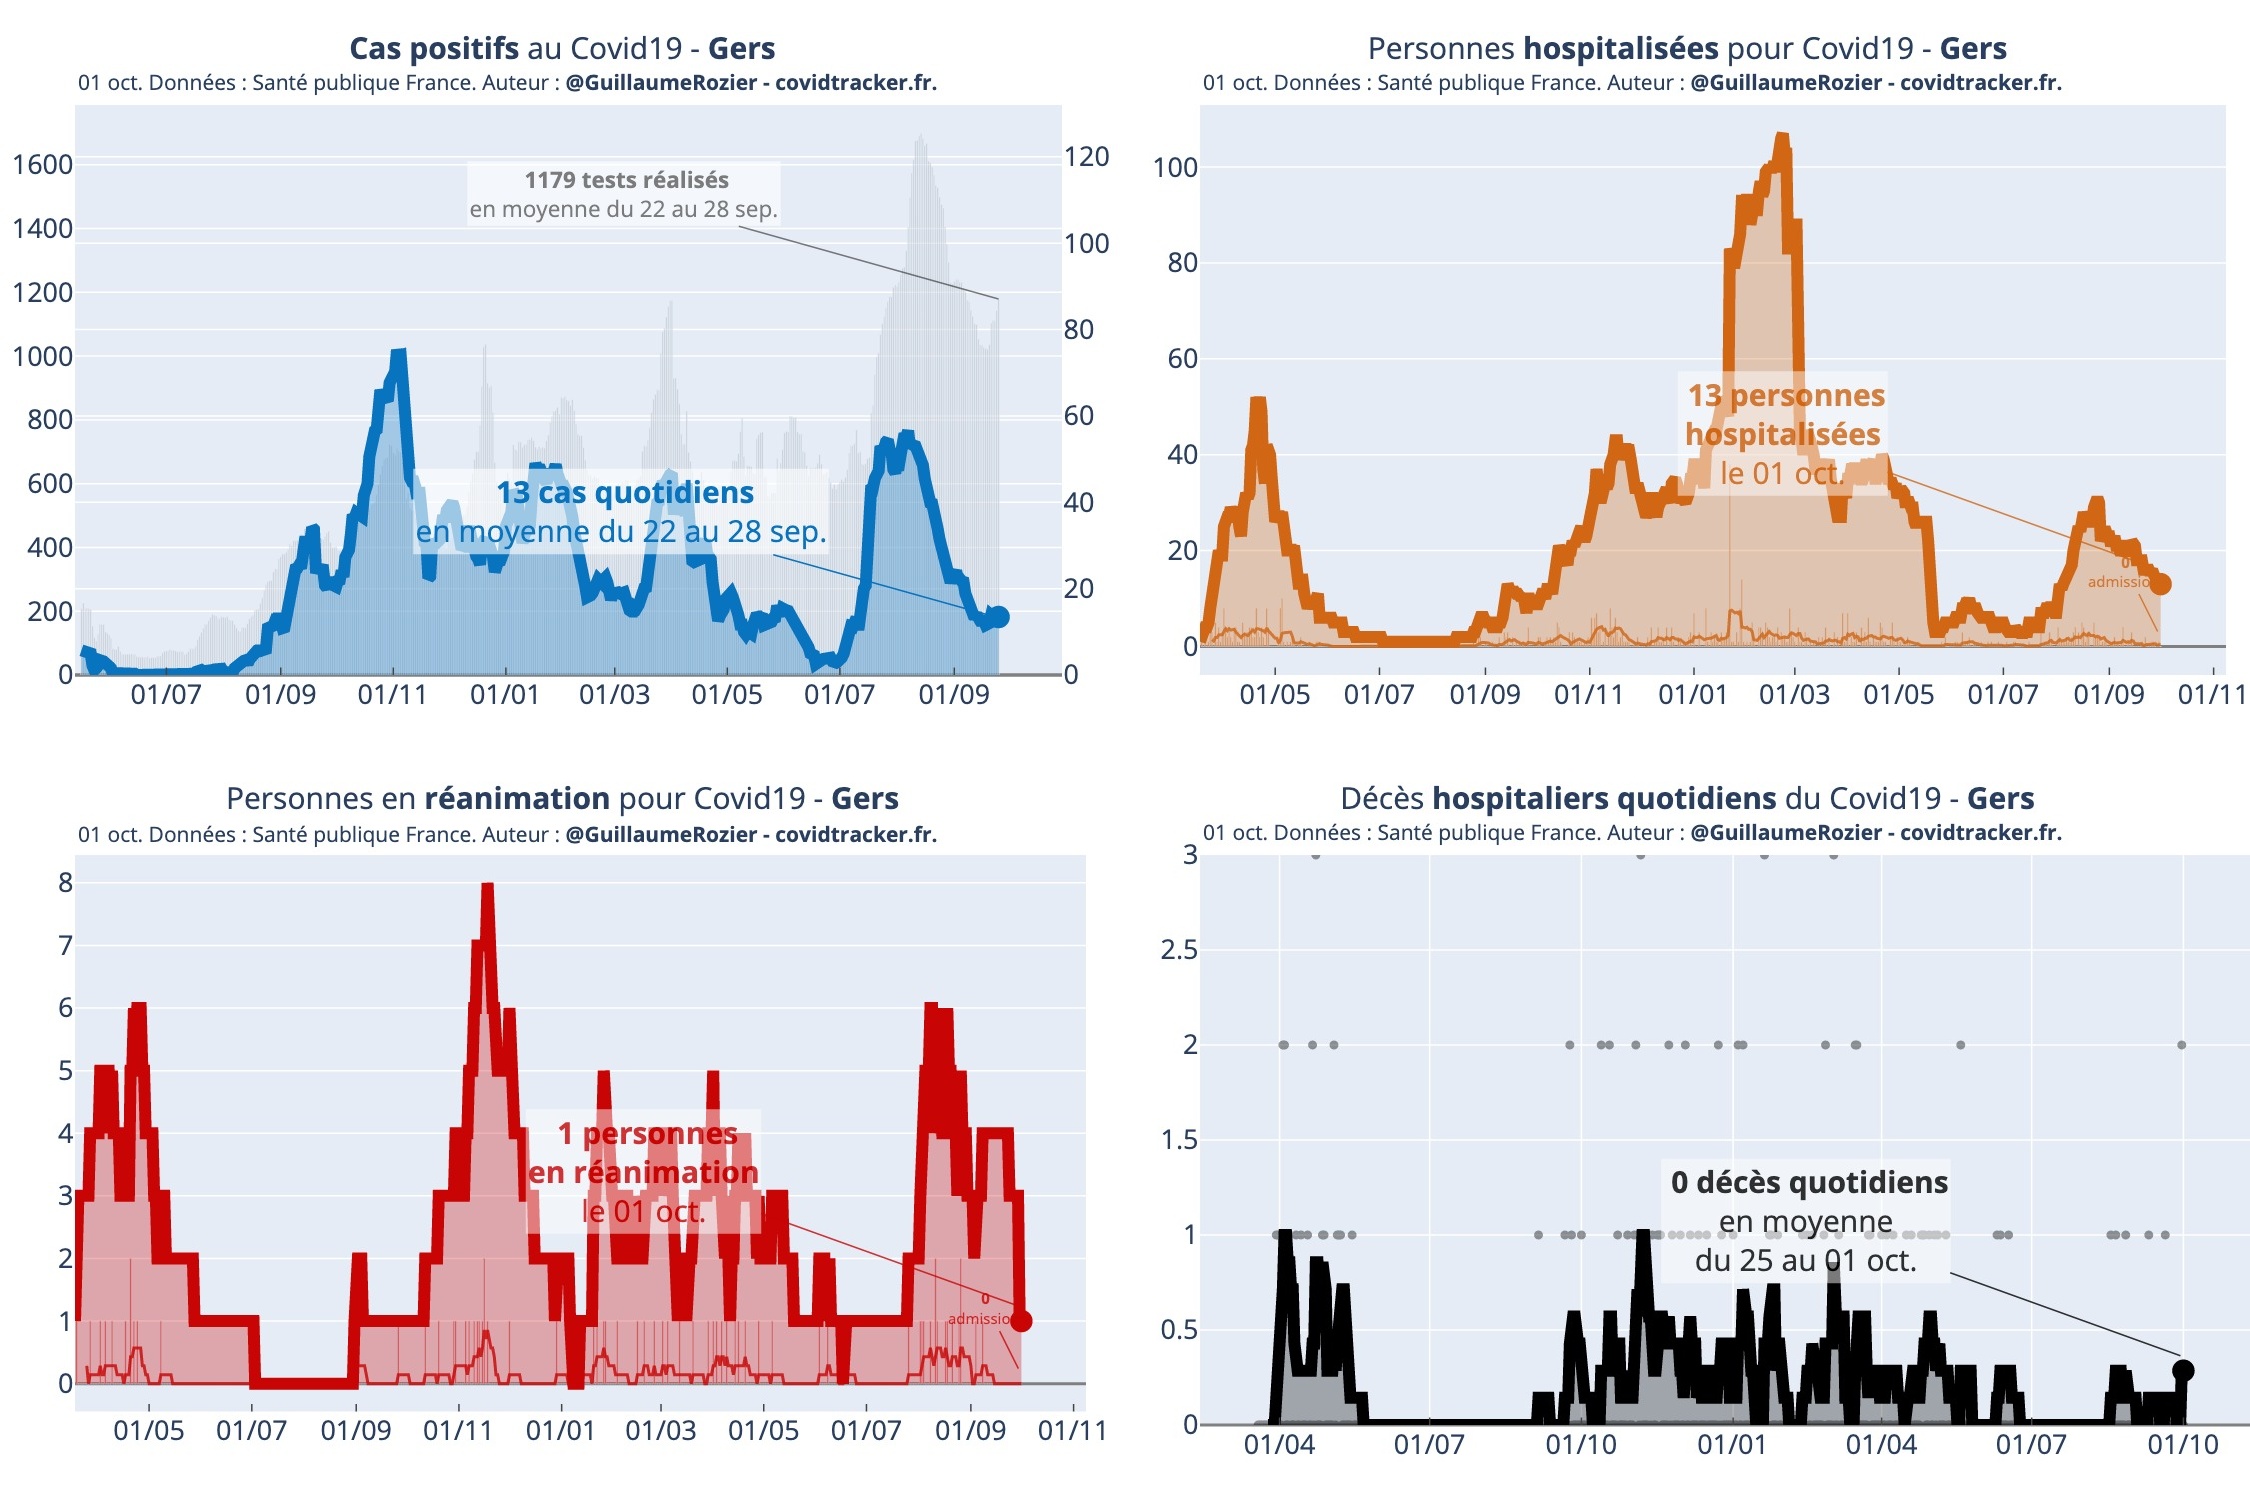 Cas positifs au Covid19 - Gers
01 oct. Données : Santé publique France. Auteur : @GuillaumeRozier - covidtracker.fr.
1600
1400
1200
1000
800
600
400
200
0
120
100
80
60
40
20
0
1179 tests réalisés
en moyenne du 22 au 28 sep.
13 cas quotidiens
en moyenne du 22 au 28 sep.
01/07 01/09 01/11 01/01 01/03 01/05 01/07 01/09
Personnes hospitalisées pour Covid19 - Gers
01 oct. Données : Santé publique France. Auteur : @GuillaumeRozier - covidtracker.fr.
100
80
60
40
20
0
13 personnes
hospitalisées
le 01 oct.
0
admissio
01/05 01/07 01/09 01/11 01/01 01/03 01/05 01/07 01/09 01/11
Personnes en réanimation pour Covid19 - Gers
01 oct. Données : Santé publique France. Auteur : @GuillaumeRozier - covidtracker.fr.
8
7
6
5
4
3
2
1
0
1 personnes
en réanimation
le 01 oct.
0
admissio
01/05 01/07 01/09 01/11 01/01 01/03 01/05 01/07 01/09 01/11
Décès hospitaliers quotidiens du Covid19 - Gers
01 oct. Données : Santé publique France. Auteur : @GuillaumeRozier - covidtracker.fr.
3
2.5
2
1.5
1
0.5
0
0 décès quotidiens
en moyenne
du 25 au 01 oct.
01/04 01/07 01/10 01/01 01/04 01/07 01/10